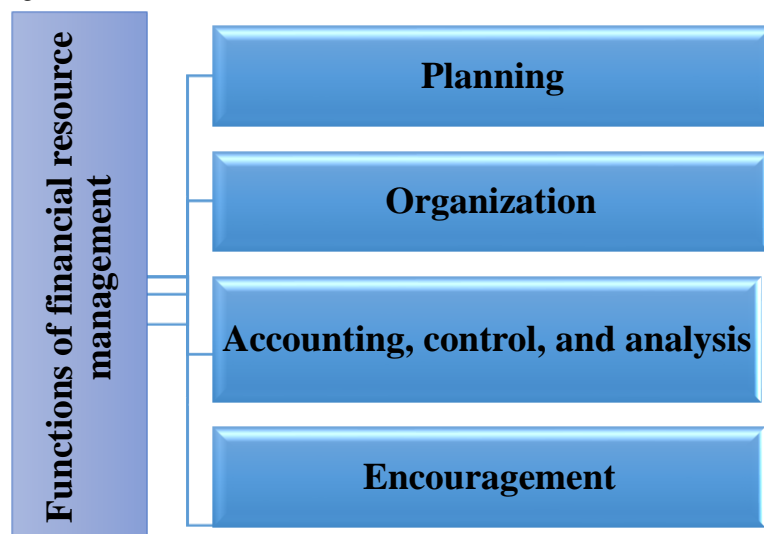 Functions of financial resource
management
Planning
Organization
Accounting, control, and analysis
Encouragement